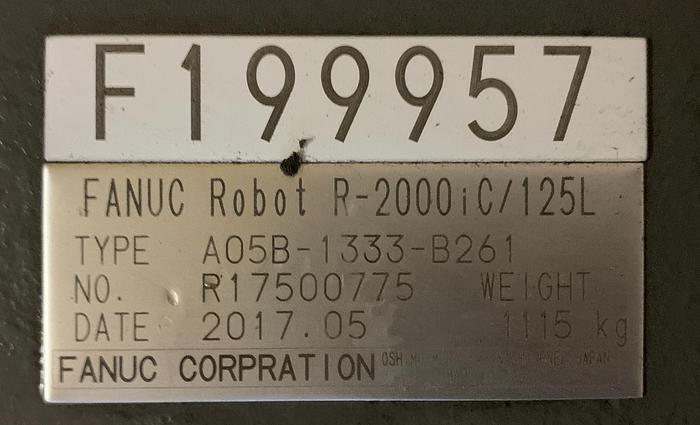 F199957
FANUC Robot R-2000iC/125L
TYPE A05B-1333-B261
NO. R17500775 WEIGHT
DATE 2017.05 1115 kg
FANUC CORPRATION
JAPAN